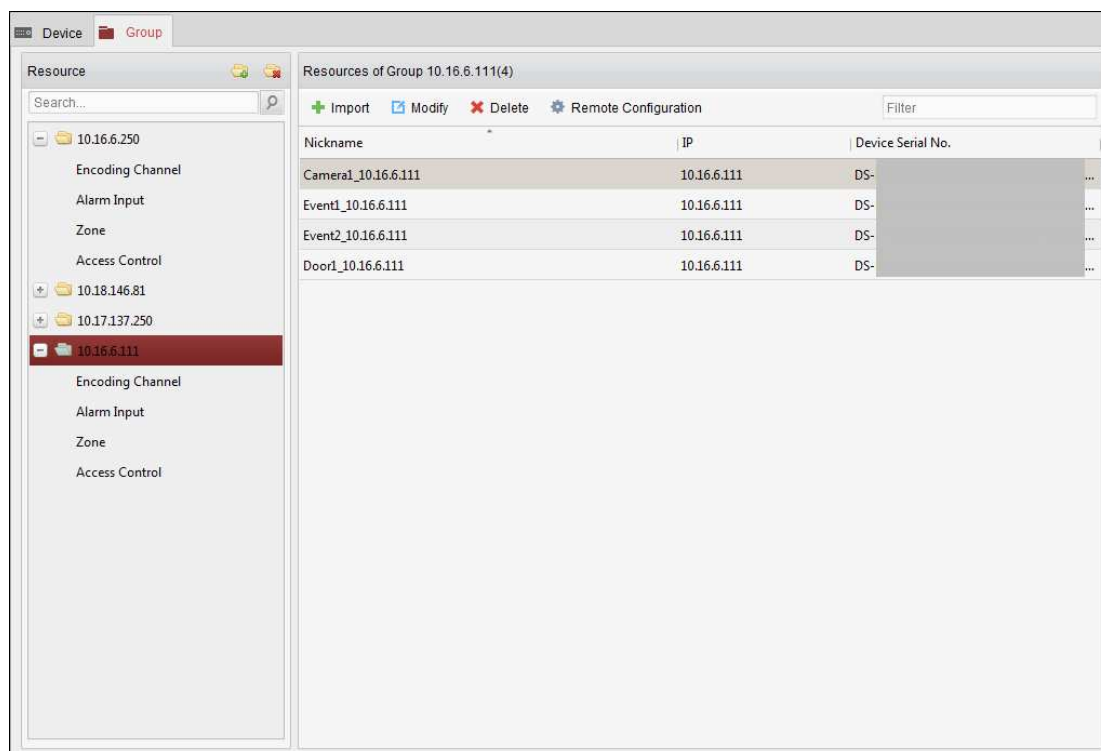 Device Group
Resource
Search...
10.16.6.250
Encoding Channel
Alarm Input
Zone
Access Control
10.18.146.81
10.17.137.250
10.16.6.111
Encoding Channel
Alarm Input
Zone
Access Control
Resources of Group 10.16.6.111(4)
Import Modify Delete Remote Configuration Filter
Nickname IP Device Serial No.
Camera1_10.16.6.111 10.16.6.111 DS- ...
Event1_10.16.6.111 10.16.6.111 DS- ...
Event2_10.16.6.111 10.16.6.111 DS- ...
Door1_10.16.6.111 10.16.6.111 DS- ...